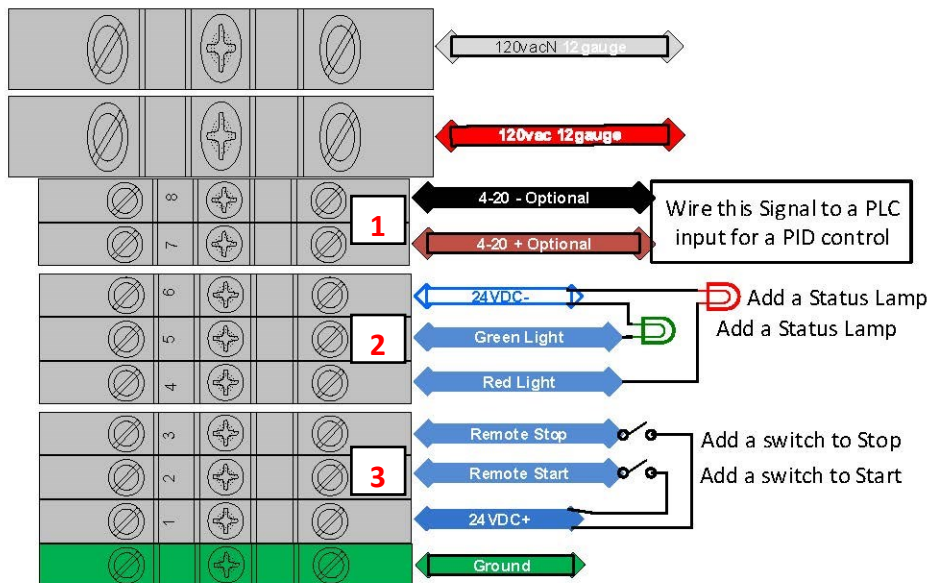 120vacN 12gauge
120vac 12gauge
8
1
4-20 - Optional
Wire this Signal to a PLC
input for a PID control
7
4-20 + Optional
6
24VDC-
Add a Status Lamp
Add a Status Lamp
2
5
Green Light
4
Red Light
3
Remote Stop
Add a switch to Stop
3
2
Remote Start
Add a switch to Start
1
24VDC+
Ground